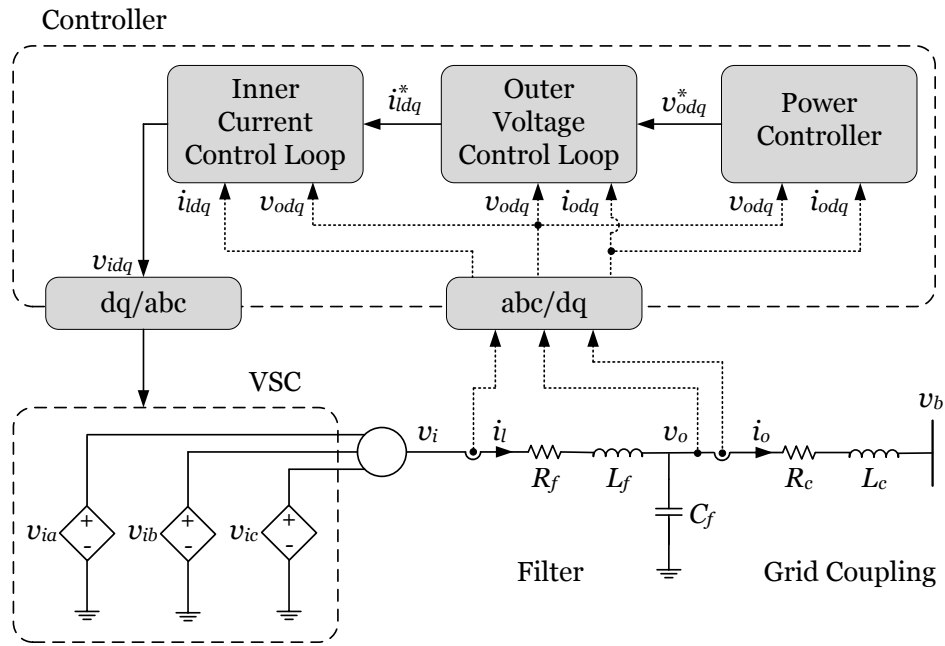 Controller
Inner Current Control Loop
i*ldq
Outer Voltage Control Loop
v*odq
Power Controller
ildq
vodq
vodq
iodq
vodq
iodq
vidq
dq/abc
abc/dq
VSC
vi
il
vo
io
vb
Rf
Lf
Rc
Lc
Cf
via
+
-
vib
+
-
vic
+
-
Filter
Grid Coupling